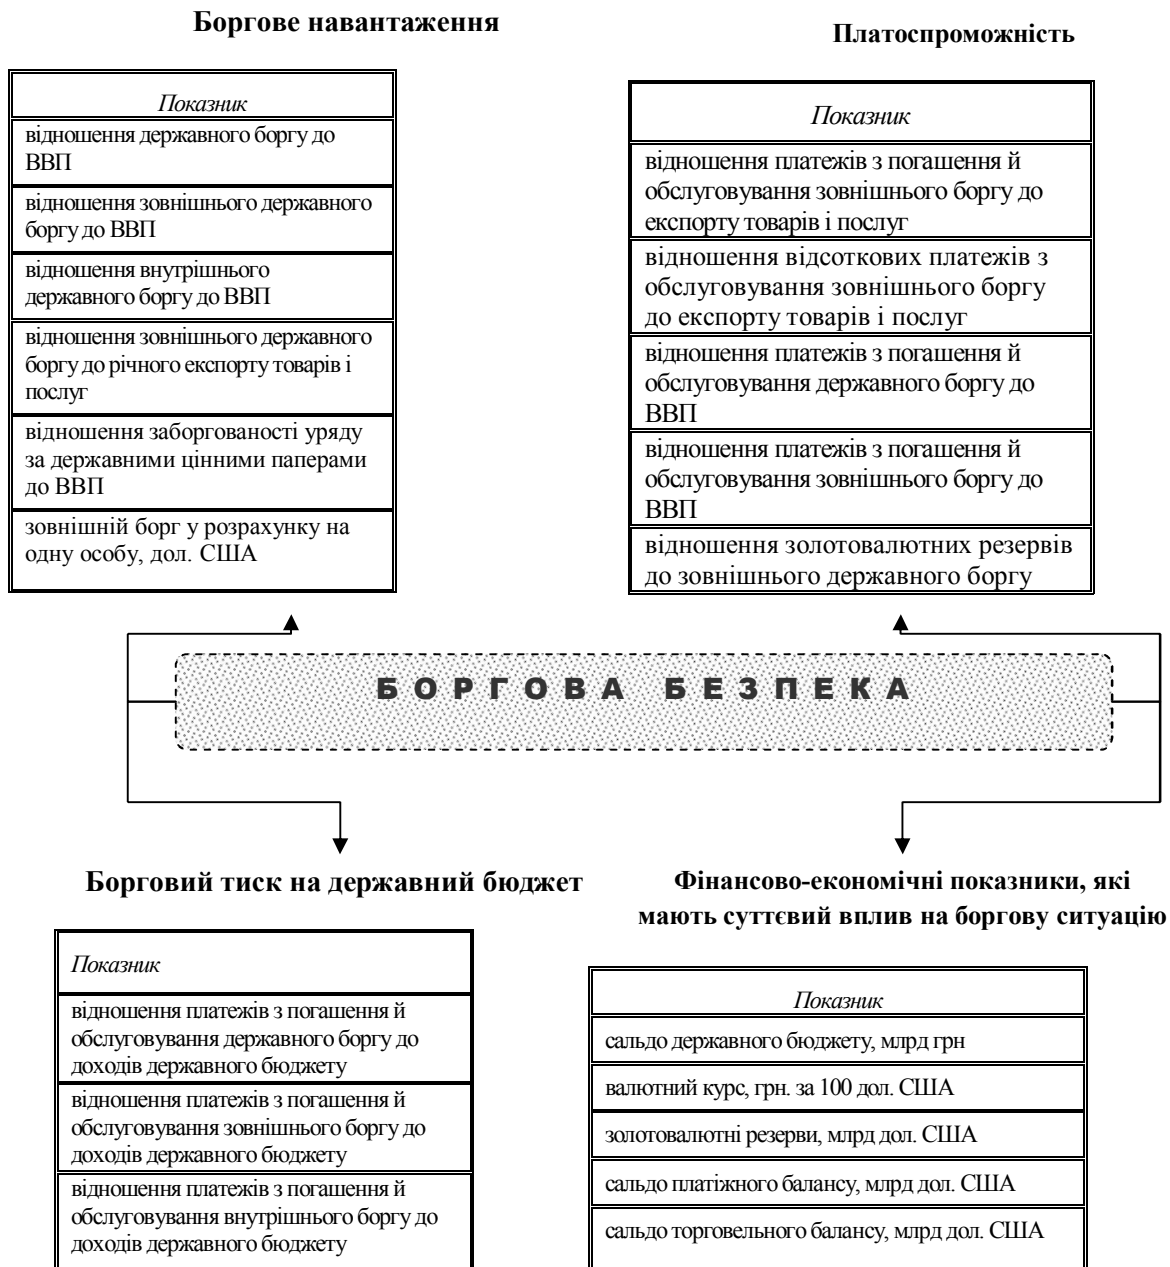 Боргове навантаження
Показник
відношення державного боргу до
ВВП
відношення зовнішнього державного
боргу до ВВП
відношення внутрішнього
державного боргу до ВВП
відношення зовнішнього державного
боргу до річного експорту товарів і
послуг
відношення заборгованості уряду
за державними цінними паперами
до ВВП
зовнішній борг у розрахунку на
одну особу, дол. США
Платоспроможність
Показник
відношення платежів з погашення й
обслуговування зовнішнього боргу до
експорту товарів і послуг
відношення відсоткових платежів з
обслуговування зовнішнього боргу
до експорту товарів і послуг
відношення платежів з погашення й
обслуговування державного боргу до
ВВП
відношення платежів з погашення й
обслуговування зовнішнього боргу до
ВВП
відношення золотовалютних резервів
до зовнішнього державного боргу
БОРГОВА БЕЗПЕКА
Борговий тиск на державний бюджет
Показник
відношення платежів з погашення й
обслуговування державного боргу до
доходів державного бюджету
відношення платежів з погашення й
обслуговування зовнішнього боргу до
доходів державного бюджету
відношення платежів з погашення й
обслуговування внутрішнього боргу до
доходів державного бюджету
Фінансово-економічні показники, які
мають суттєвий вплив на боргову ситуацію
Показник
сальдо державного бюджету, млрд грн
валютний курс, грн. за 100 дол. США
золотовалютні резерви, млрд дол. США
сальдо платіжного балансу, млрд дол. США
сальдо торговельного балансу, млрд дол. США